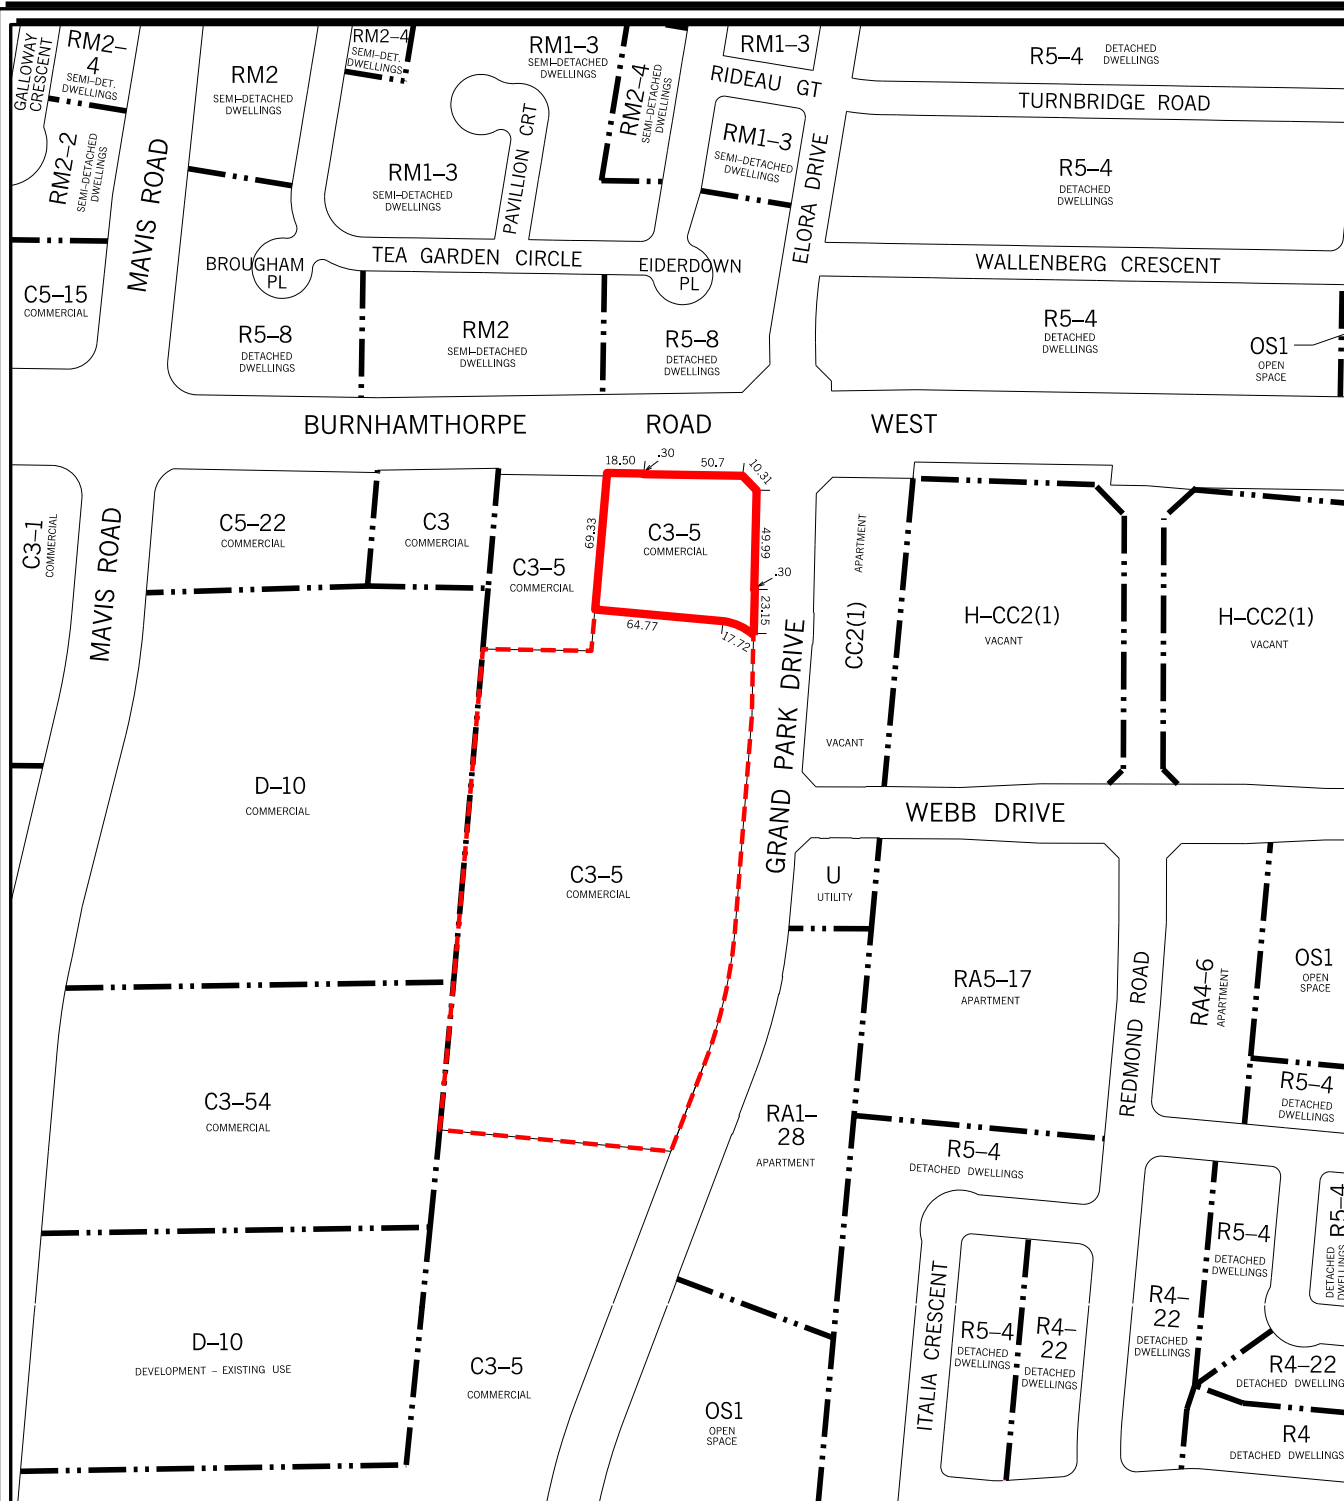 GALLOWAY
CRESCENT
RM2–
4
SEMI–DET.
DWELLINGS
RM2
SEMI–DETACHED
DWELLINGS
RM2–4
SEMI–DET.
DWELLINGS
RM1–3
SEMI–DETACHED
DWELLINGS
RM2–4
SEMI–DETACHED
DWELLINGS
RM1–3
RIDEAU GT
R5–4
DETACHED
DWELLINGS
TURNBRIDGE ROAD
RM2–2
SEMI–DETACHED
DWELLINGS
MAVIS ROAD
RM1–3
SEMI–DETACHED
DWELLINGS
PAVILLION CRT
RM1–3
SEMI–DETACHED
DWELLINGS
ELORA DRIVE
R5–4
DETACHED
DWELLINGS
TEA GARDEN CIRCLE
BROUGHAM
PL
EIDERDOWN
PL
WALLENBERG CRESCENT
C5–15
COMMERCIAL
R5–8
DETACHED
DWELLINGS
RM2
SEMI–DETACHED
DWELLINGS
R5–8
DETACHED
DWELLINGS
R5–4
DETACHED
DWELLINGS
OS1
OPEN
SPACE
BURNHAMTHORPE ROAD WEST
18.50
.30
50.7
10.31
C3–1
COMMERCIAL
MAVIS ROAD
C5–22
COMMERCIAL
C3
COMMERCIAL
C3–5
COMMERCIAL
69.33
C3–5
COMMERCIAL
49.99
.30
23.15
64.77
17.72
APARTMENT
CC2(1)
VACANT
H–CC2(1)
VACANT
H–CC2(1)
VACANT
GRAND PARK DRIVE
D–10
COMMERCIAL
WEBB DRIVE
C3–5
COMMERCIAL
U
UTILITY
RA5–17
APARTMENT
REDMOND ROAD
RA4–6
APARTMENT
OS1
OPEN
SPACE
R5–4
DETACHED
DWELLINGS
C3–54
COMMERCIAL
RA1–
28
APARTMENT
R5–4
DETACHED DWELLINGS
R5–4
DETACHED
DWELLINGS
R5–4
DETACHED
DWELLINGS
ITALIA CRESCENT
R5–4
DETACHED
DWELLINGS
R4–
22
DETACHED
DWELLINGS
R4–
22
DETACHED
DWELLINGS
R4–22
DETACHED DWELLING
R4
DETACHED DWELLINGS
D–10
DEVELOPMENT – EXISTING USE
C3–5
COMMERCIAL
OS1
OPEN
SPACE